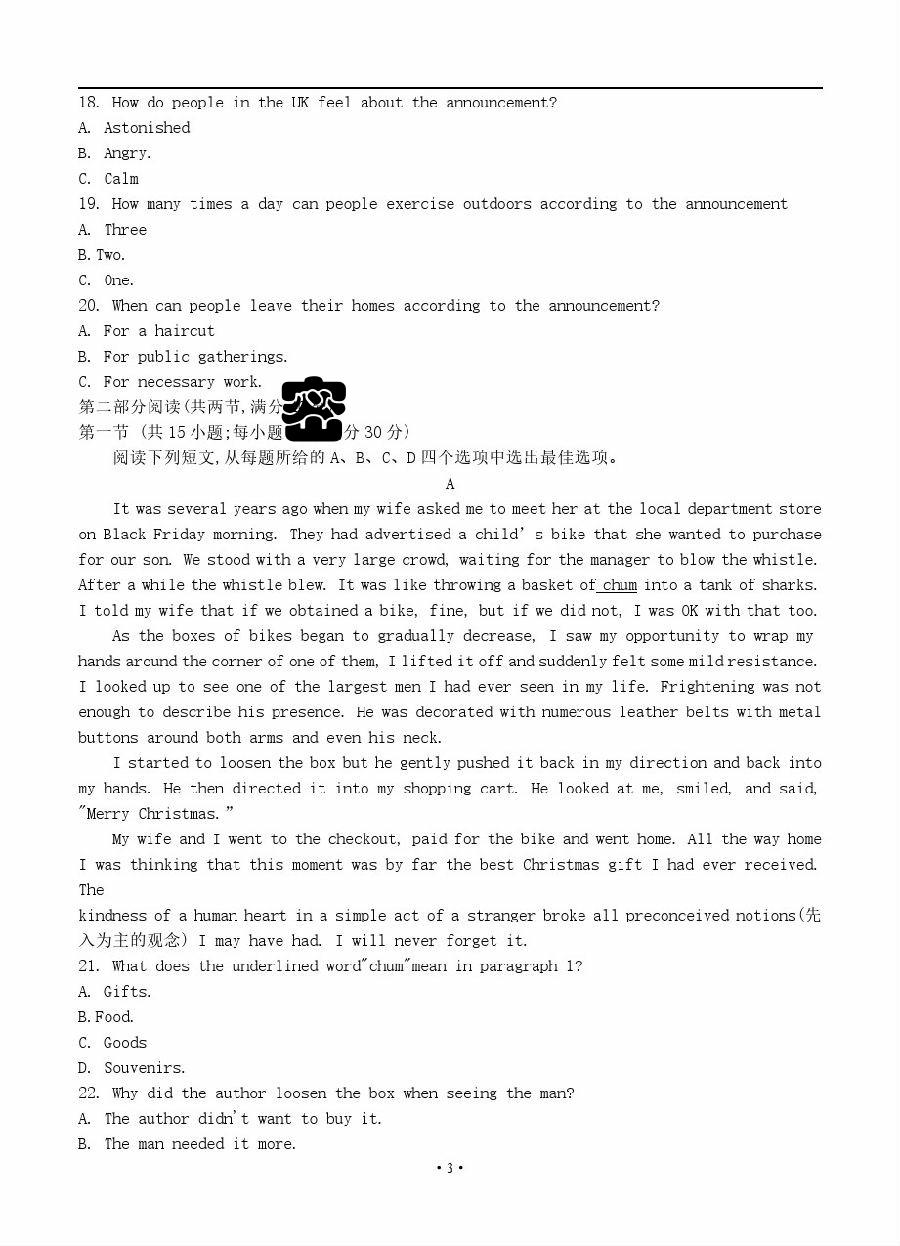 18. How do people in the UK feel about the announcement?
A. Astonished
B. Angry.
C. Calm
19. How many times a day can people exercise outdoors according to the announcement
A. Three
B. Two.
C. One.
20. When can people leave their homes according to the announcement?
A. For a haircut
B. For public gatherings.
C. For necessary work.
第二部分阅读(共两节,满分
第一节 (共 15 小题;每小题 分 30 分)
阅读下列短文,从每题所给的 A、B、C、D 四个选项中选出最佳选项。
A
It was several years ago when my wife asked me to meet her at the local department store
on Black Friday morning. They had advertised a child’s bike that she wanted to purchase
for our son. We stood with a very large crowd, waiting for the manager to blow the whistle.
After a while the whistle blew. It was like throwing a basket of chum into a tank of sharks.
I told my wife that if we obtained a bike, fine, but if we did not, I was OK with that too.
As the boxes of bikes began to gradually decrease, I saw my opportunity to wrap my
hands around the corner of one of them, I lifted it off and suddenly felt some mild resistance.
I looked up to see one of the largest men I had ever seen in my life. Frightening was not
enough to describe his presence. He was decorated with numerous leather belts with metal
buttons around both arms and even his neck.
I started to loosen the box but he gently pushed it back in my direction and back into
my hands. He then directed it into my shopping cart. He looked at me, smiled, and said,
"Merry Christmas.”
My wife and I went to the checkout, paid for the bike and went home. All the way home
I was thinking that this moment was by far the best Christmas gift I had ever received.
The
kindness of a human heart in a simple act of a stranger broke all preconceived notions(先
入为主的观念) I may have had. I will never forget it.
21. What does the underlined word"chum"mean in paragraph 1?
A. Gifts.
B. Food.
C. Goods
D. Souvenirs.
22. Why did the author loosen the box when seeing the man?
A. The author didn't want to buy it.
B. The man needed it more.
·3·